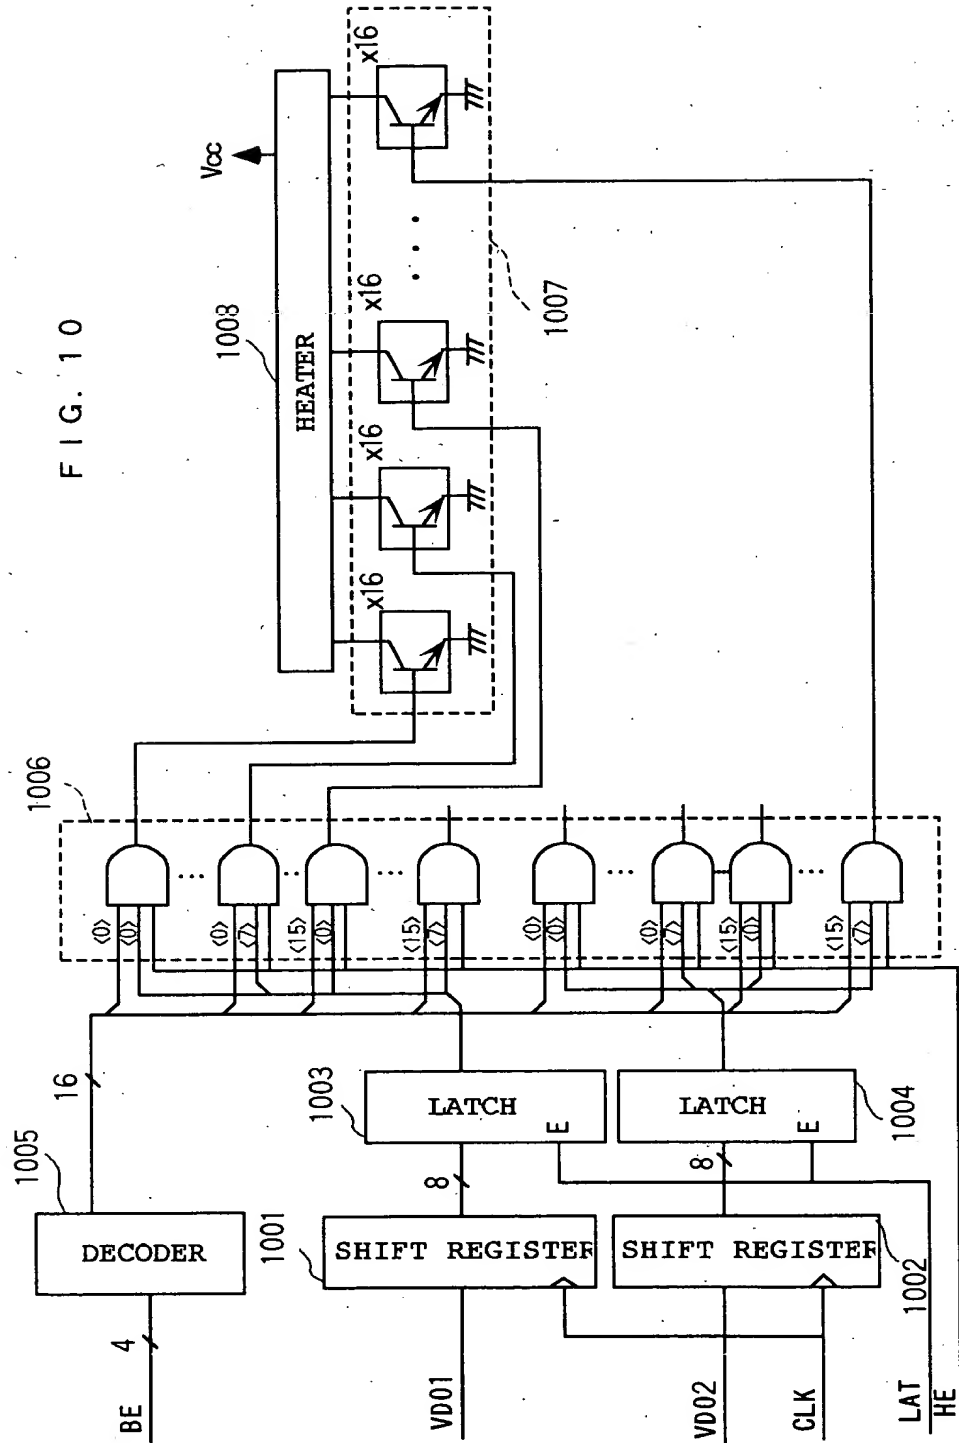 FIG. 10
Vcc
1008
HEATER
x16
x16
x16
x16
1007
1006
<0>
<0>
<0>
<7>
<15>
<0>
<15>
<7>
<0>
<0>
<0>
<7>
<15>
<0>
<15>
<7>
16
1005
DECODER
4
BE
1003
LATCH
E
8
1001
SHIFT REGISTER
VD01
1004
LATCH
E
8
1002
SHIFT REGISTER
VD02
CLK
LAT
HE